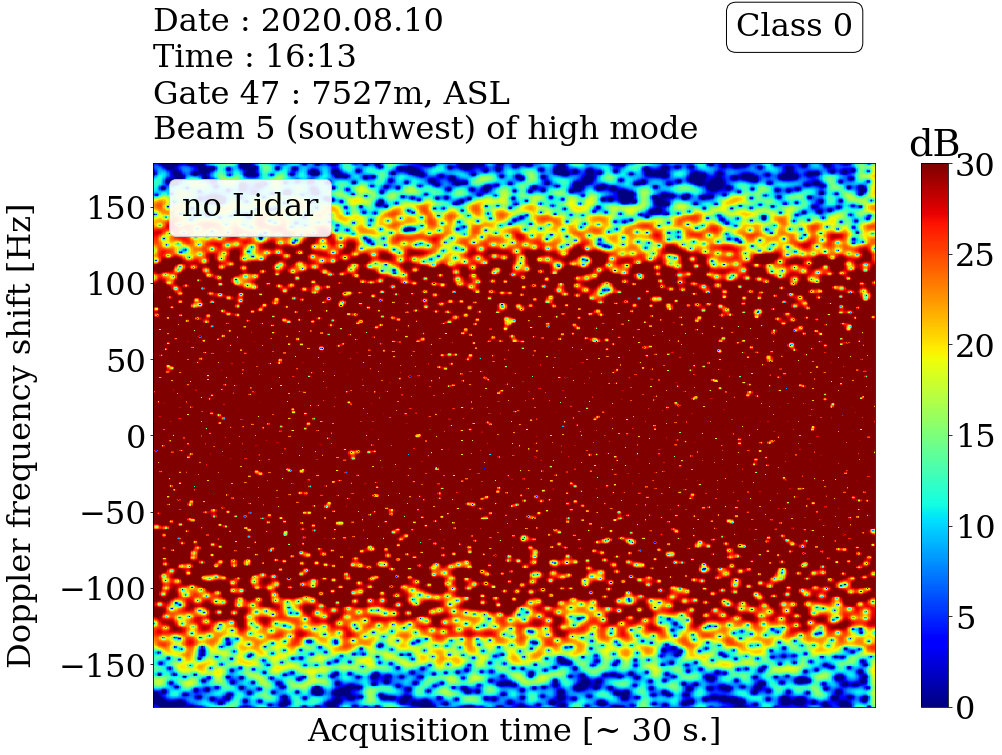 Date : 2020.08.10
Time : 16:13
Gate 47 : 7527m, ASL
Beam 5 (southwest) of high mode
Class 0
dB
no Lidar
150
100
50
0
−50
−100
−150
Doppler frequency shift [Hz]
Acquisition time [~ 30 s.]
30
25
20
15
10
5
0